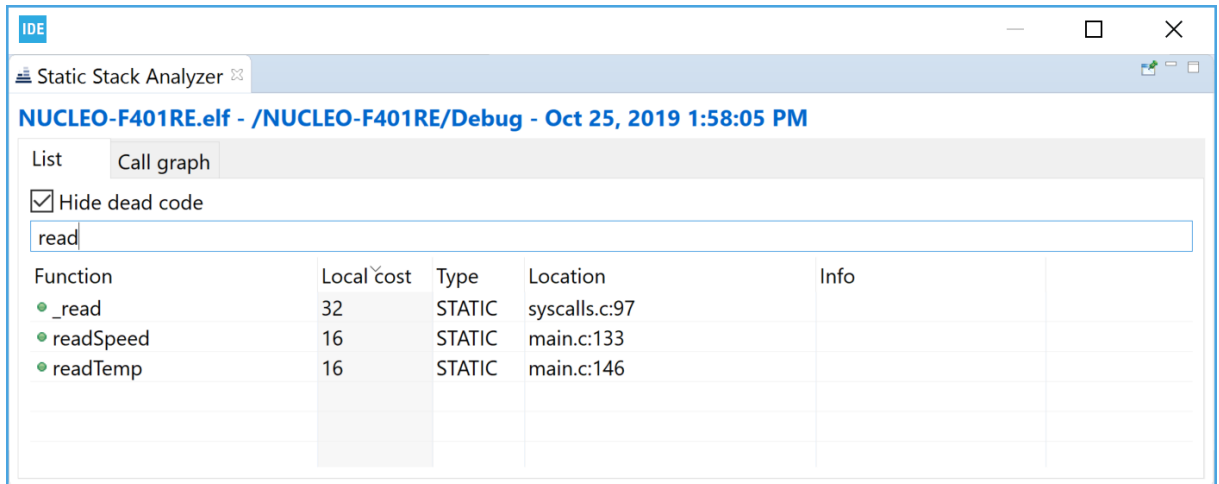 IDE
Static Stack Analyzer
NUCLEO-F401RE.elf - /NUCLEO-F401RE/Debug - Oct 25, 2019 1:58:05 PM
List Call graph
Hide dead code
read
Function Local cost Type Location Info
_read 32 STATIC syscalls.c:97
readSpeed 16 STATIC main.c:133
readTemp 16 STATIC main.c:146